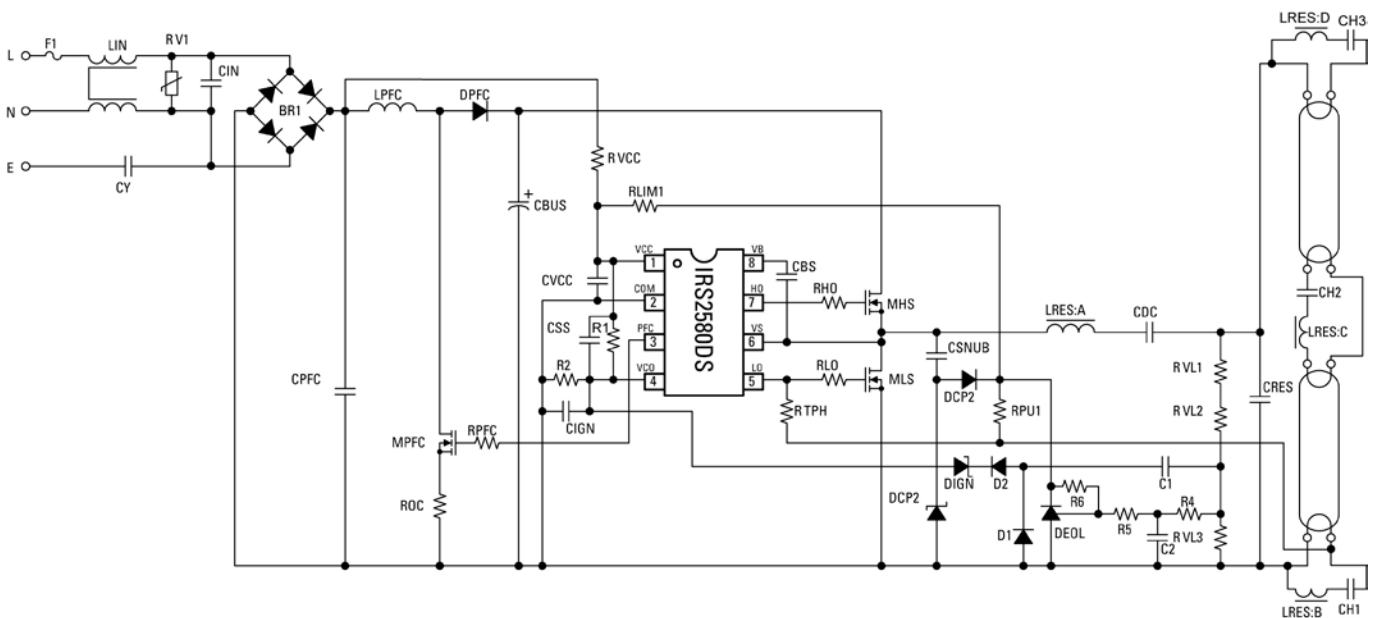 LRES:D
CH3
F1
LIN
RV1
L
CIN
LPFC
DPFC
N
BR1
E
CY
RVCC
RLIM1
+
CBUS
VCC
VB
1
8
CBS
CVCC
COM
HO
RHO
2
7
MHS
IRS2580DS
CH2
LRES:A
CDC
CSS
R1
PFC
VS
3
6
LRES:C
CSNUB
R2
VCO
LO
RLO
4
5
MLS
RVL1
CPFC
DCP2
CRES
CIGN
RTPH
RPU1
RVL2
MPFC
RPFC
DIGN
D2
C1
ROC
DCP2
R6
R4
D1
DEOL
R5
C2
RVL3
LRES:B
CH1